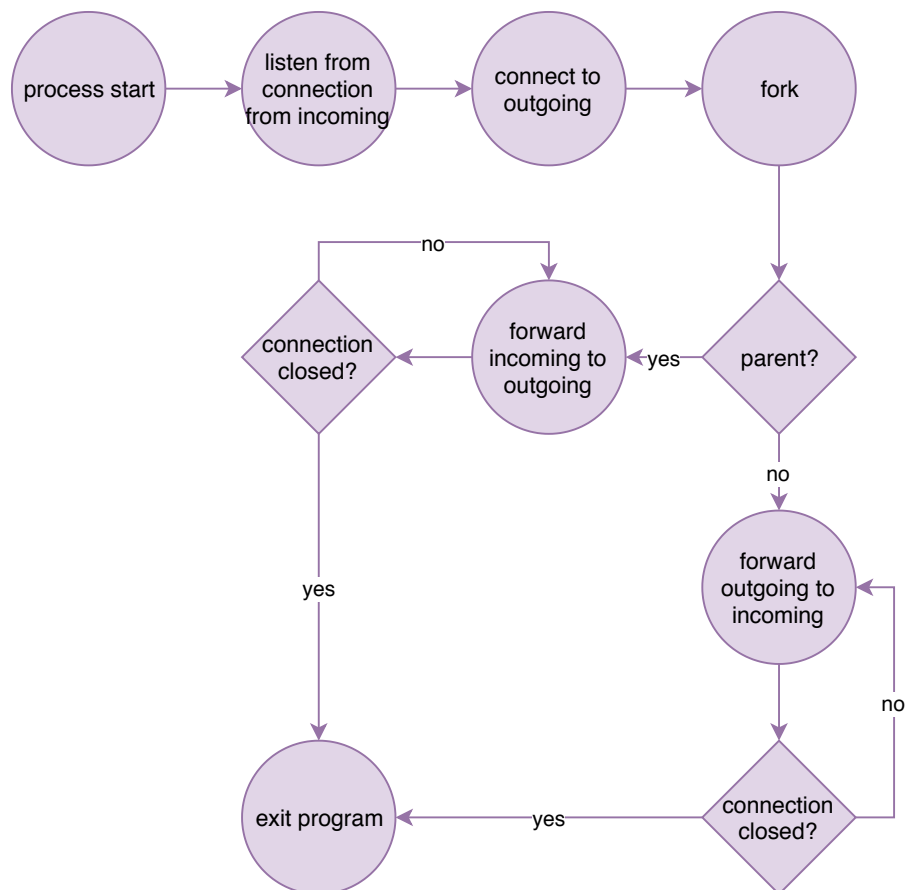 process start
listen from
connection
from incoming
connect to
outgoing
fork
no
connection
closed?
forward
incoming to
outgoing
yes
parent?
no
forward
outgoing to
incoming
yes
no
exit program
yes
connection
closed?